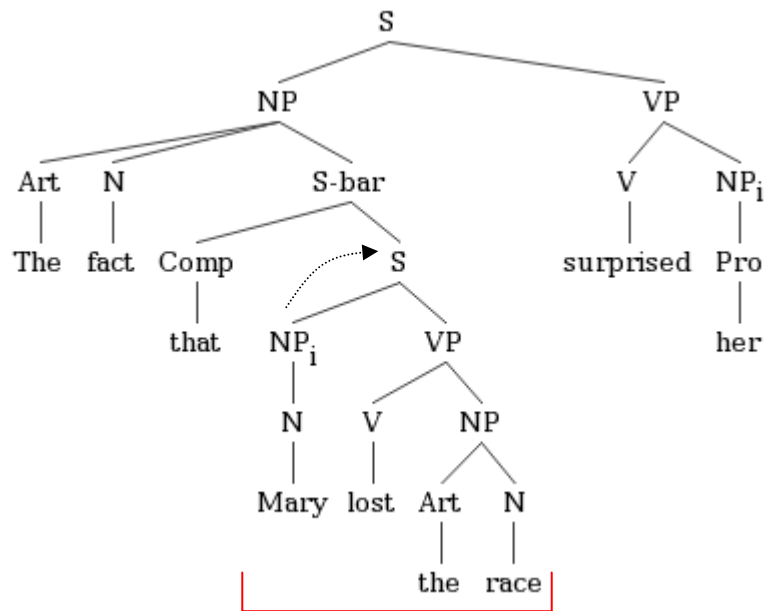 S
NP VP
Art N S-bar V NPi
The fact Comp S surprised Pro
that NPi VP her
N V NP
Mary lost Art N
the race